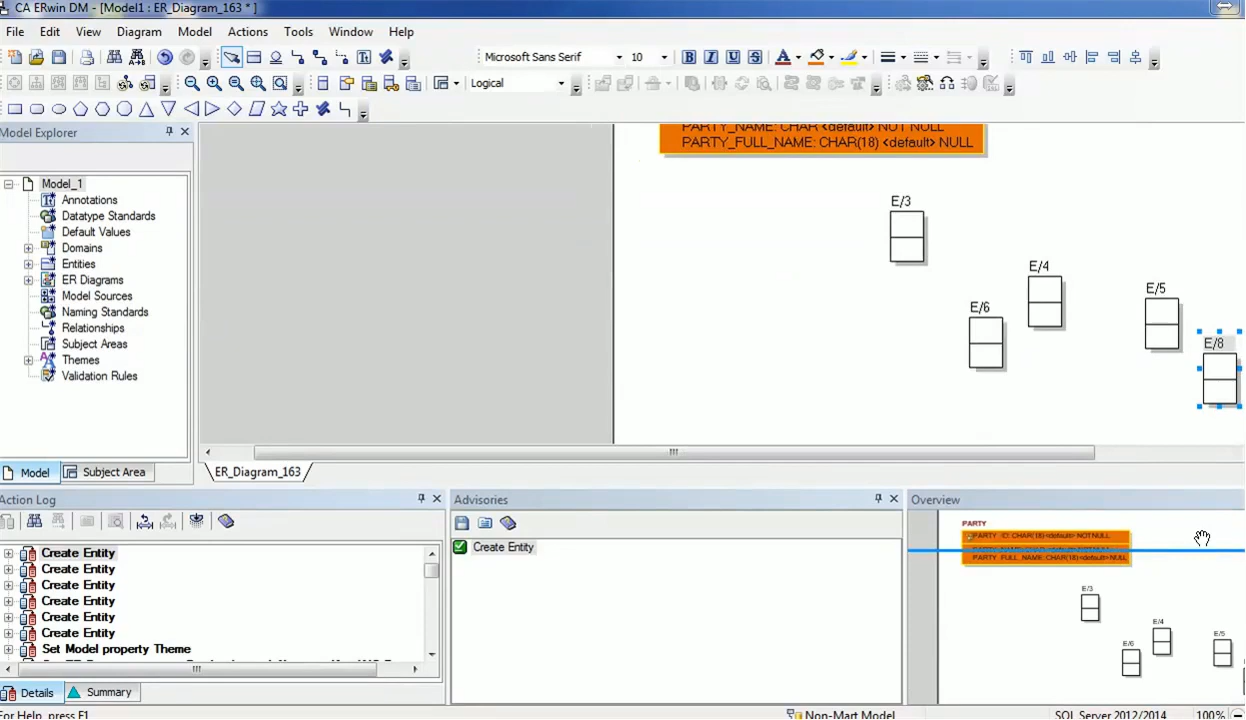 CA ERwin DM - [Model1 : ER_Diagram_163 * ]
File Edit View Diagram Model Actions Tools Window Help
Microsoft Sans Serif 10
Logical
Model Explorer
Model_1
Annotations
Datatype Standards
Default Values
Domains
Entities
ER Diagrams
Model Sources
Naming Standards
Relationships
Subject Areas
Themes
Validation Rules
Model Subject Area
PARTY_NAME: CHAR <default> NOT NULL
PARTY_FULL_NAME: CHAR(18) <default> NULL
E/3
E/4
E/5
E/6
E/8
ER_Diagram_163
Action Log
Create Entity
Create Entity
Create Entity
Create Entity
Create Entity
Create Entity
Set Model property Theme
Details Summary
Advisories
Create Entity
Overview
PARTY
PARTY_FULL_NAME: CHAR(18) <default> NULL
E/3
E/4
E/5
E/6
For Help, press F1
Non-Mart Model
SQL Server 2012/2014
100%